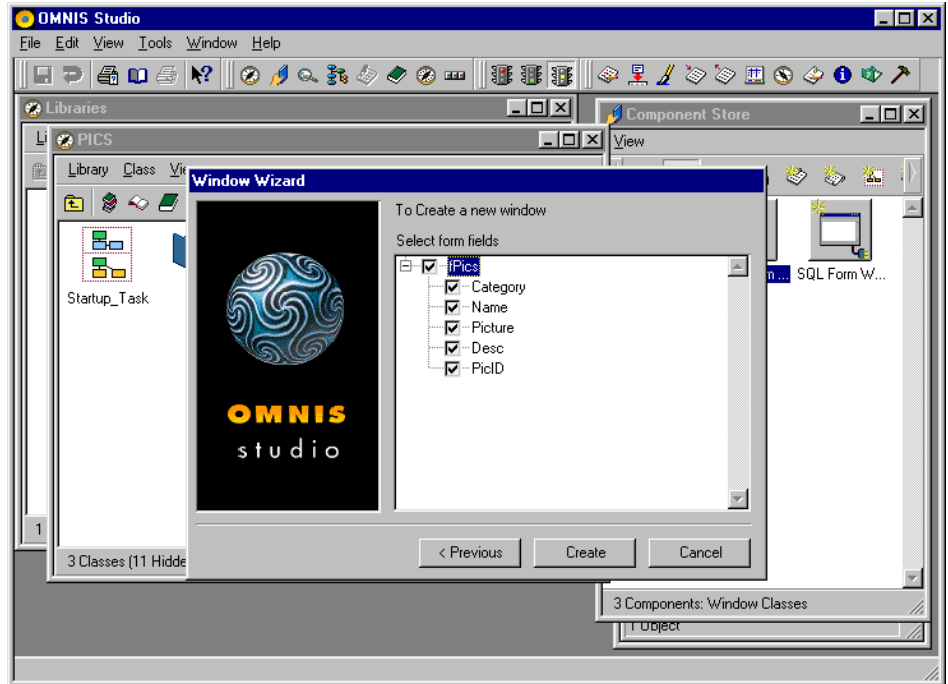 OMNIS Studio
File Edit View Tools Window Help
Libraries
Component Store
Li
PICS
View
Library Class Vie
Window Wizard
To Create a new window
Select form fields
fPics
Category
Name
Picture
Desc
PicID
Startup_Task
n ...
SQL Form W...
OMNIS
studio
1
< Previous Create Cancel
3 Classes (11 Hidde
3 Components: Window Classes
1 Object